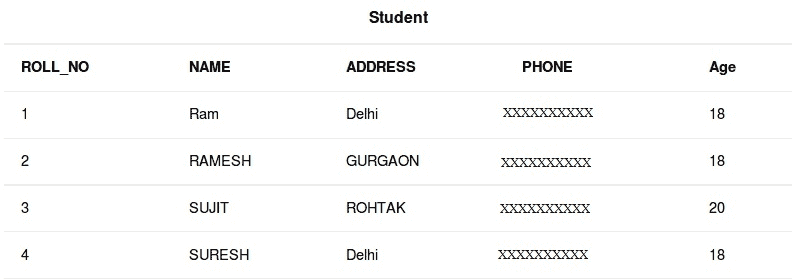 Student
ROLL_NO NAME ADDRESS PHONE Age
1 Ram Delhi XXXXXXXXXX 18
2 RAMESH GURGAON XXXXXXXXXX 18
3 SUJIT ROHTAK XXXXXXXXXX 20
4 SURESH Delhi XXXXXXXXXX 18